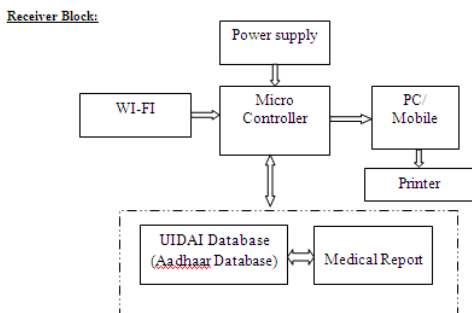 Receiver Block:
Power supply
WI-FI
Micro
Controller
PC/
Mobile
Printer
UIDAI Database
(Aadhaar Database)
Medical Report